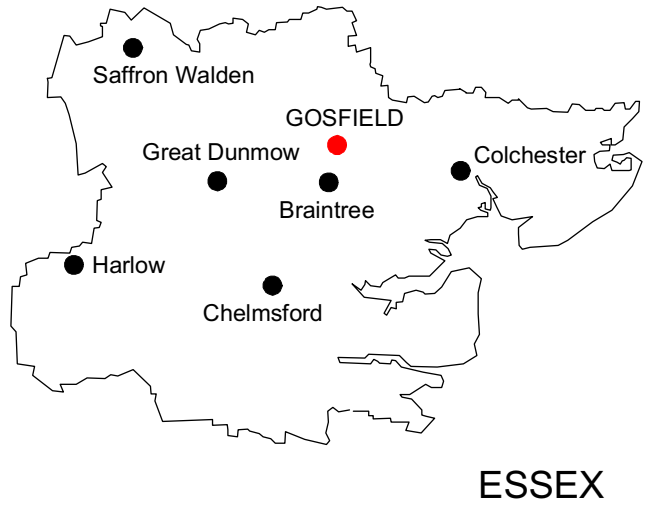 Saffron Walden
GOSFIELD
Great Dunmow
Colchester
Braintree
Harlow
Chelmsford
ESSEX